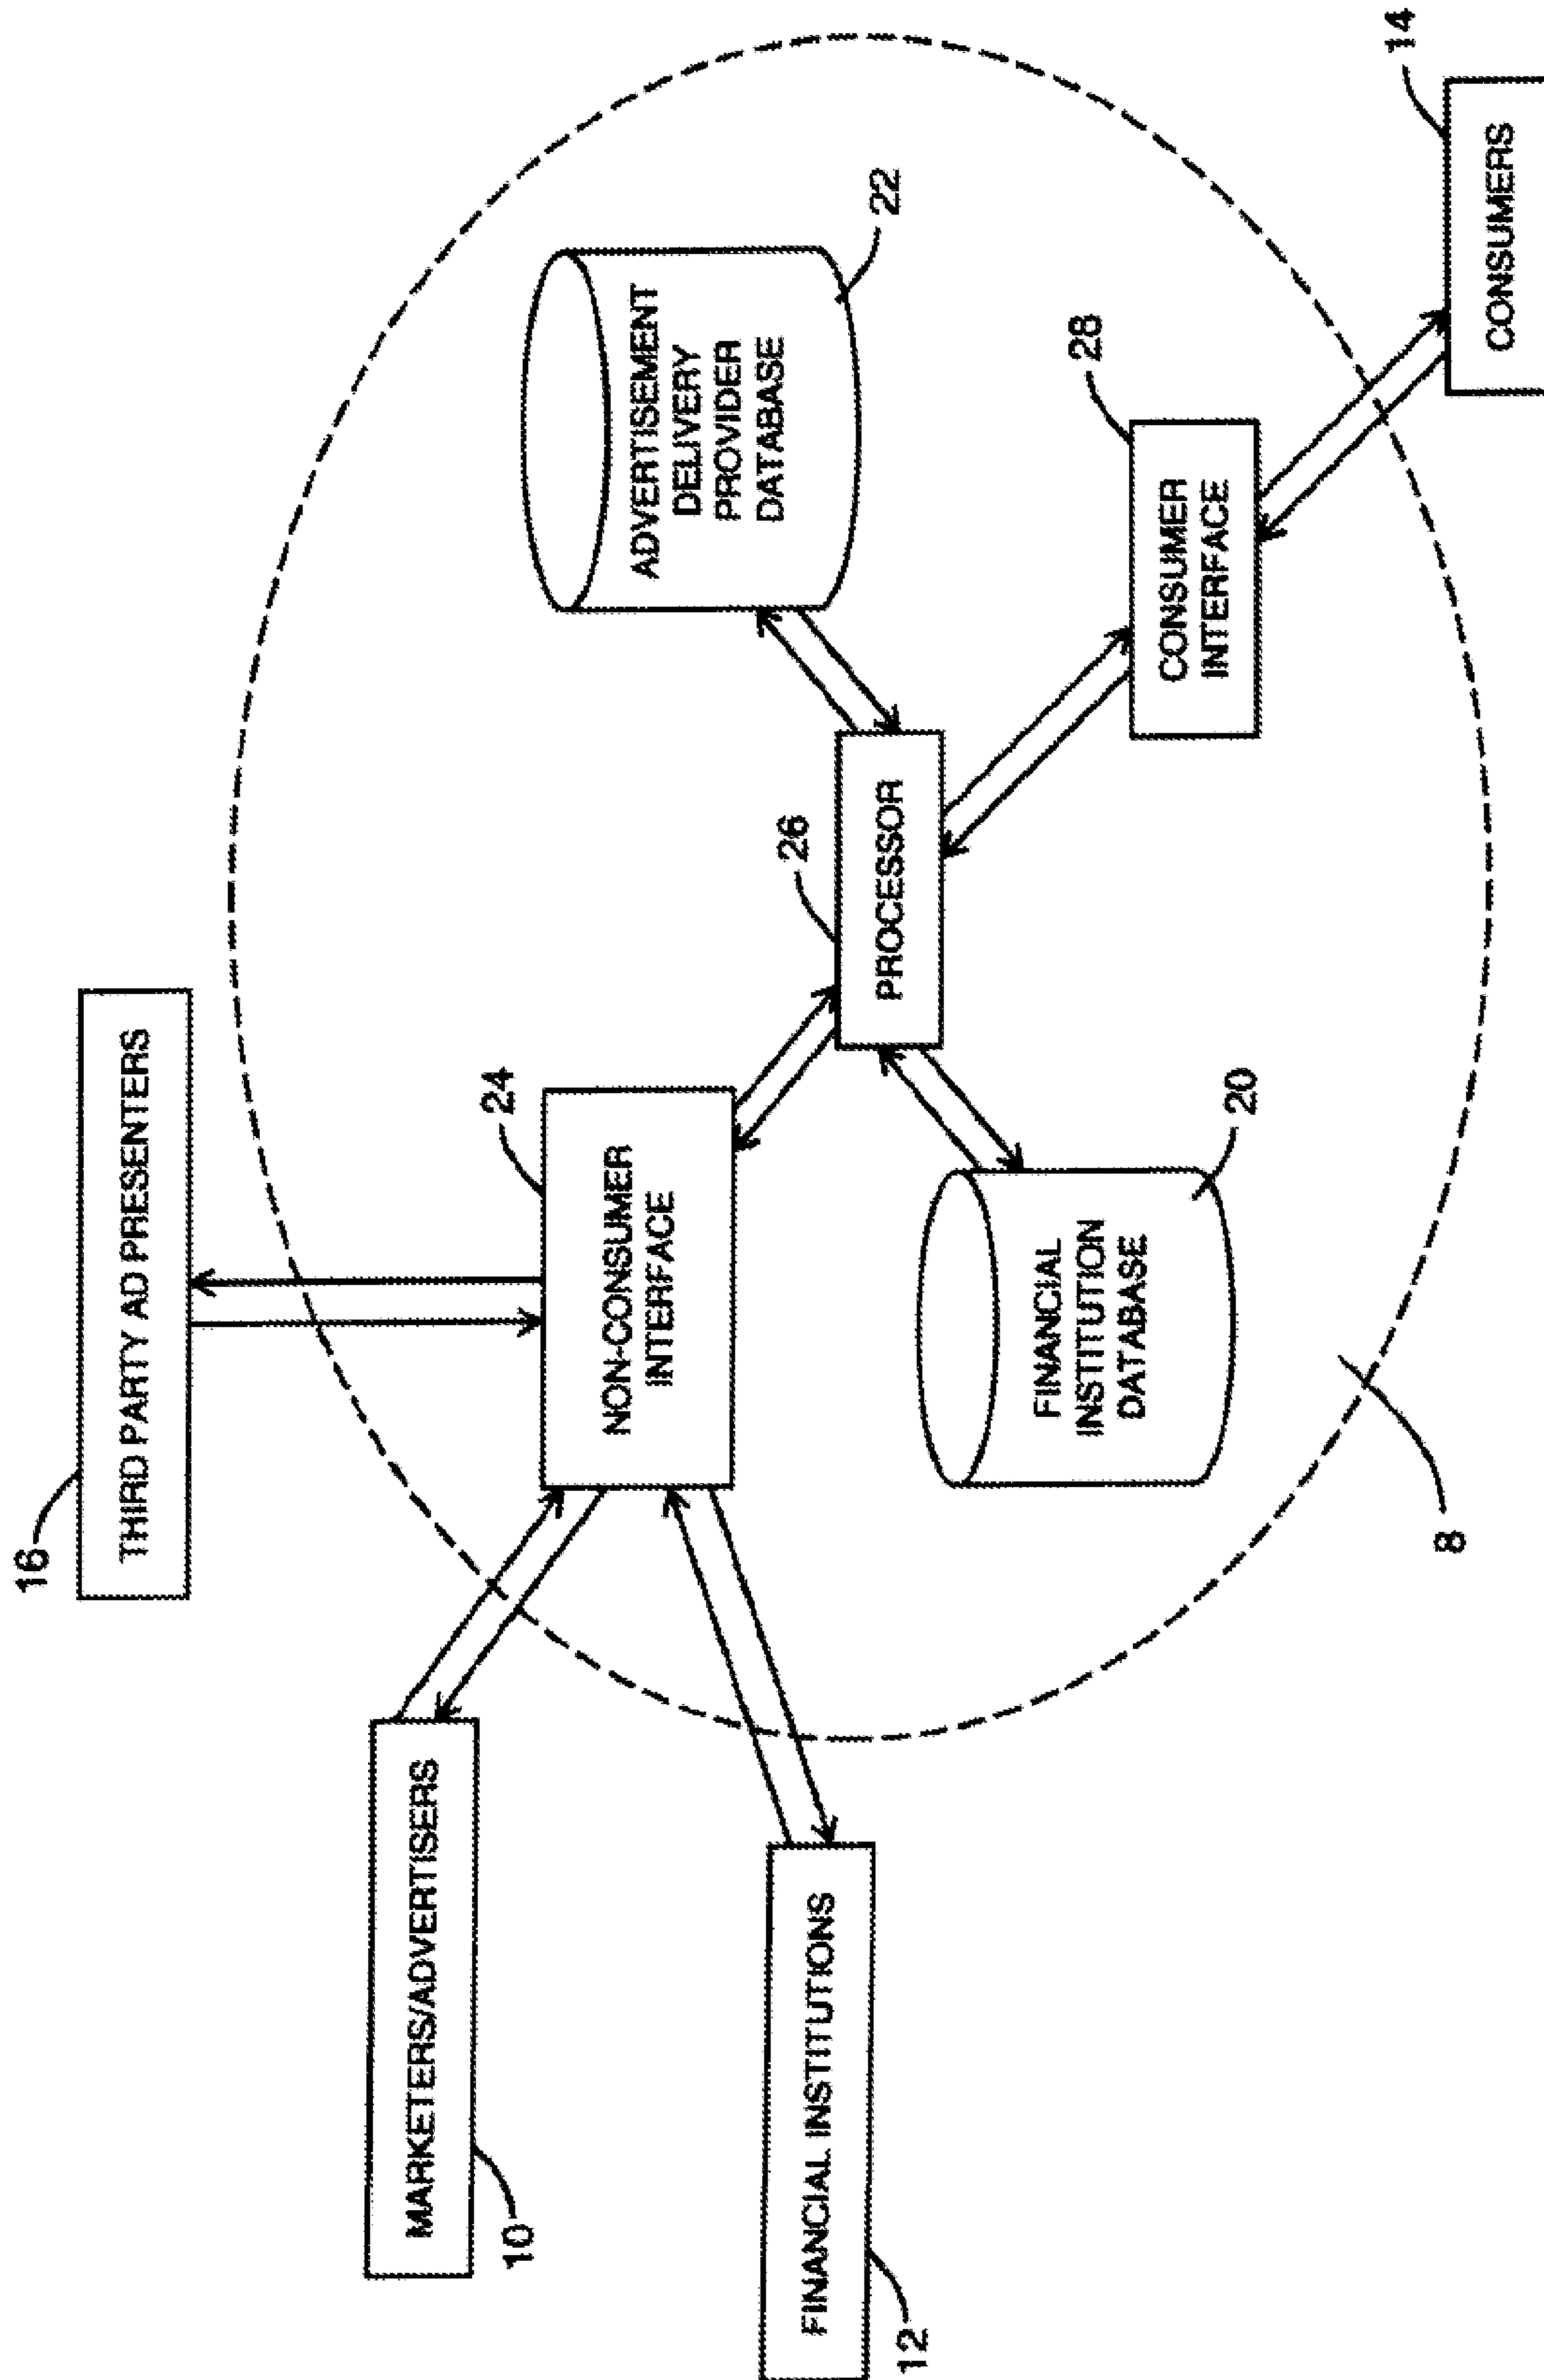 16
THIRD PARTY AD PRESENTERS
MARKETERS/ADVERTISERS
10
24
NON-CONSUMER
INTERFACE
ADVERTISEMENT
DELIVERY
PROVIDER
DATABASE
22
FINANCIAL INSTITUTIONS
12
26
PROCESSOR
FINANCIAL
INSTITUTION
DATABASE
20
28
CONSUMER
INTERFACE
8
14
CONSUMERS